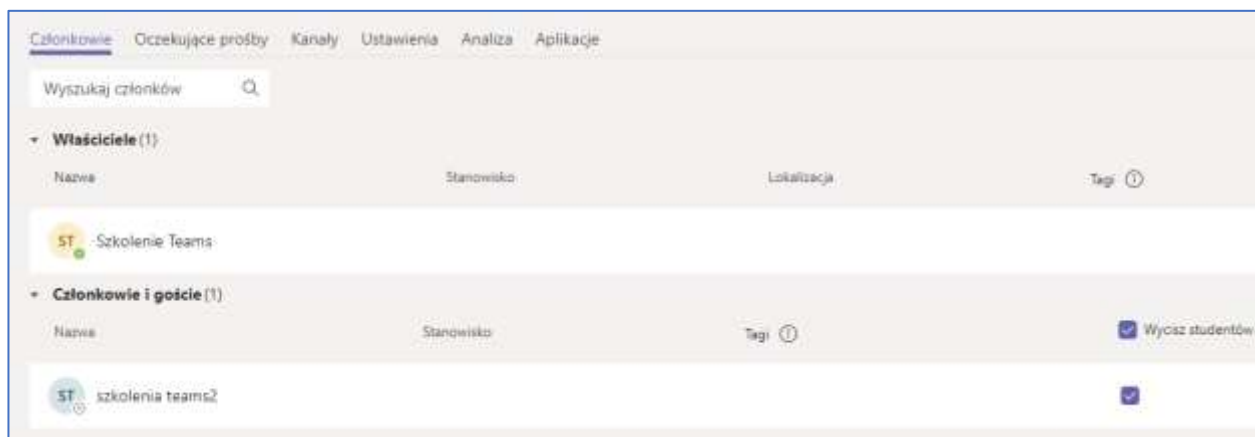 Członkowie Oczekujące prośby Kanały Ustawienia Analiza Aplikacje
Wyszukaj członków
Właściciele (1)
Nazwa Stanowisko Lokalizacja Tagi
ST Szkolenie Teams
Członkowie i goście (1)
Nazwa Stanowisko Tagi Wycisz studentów
ST szkolenia teams2